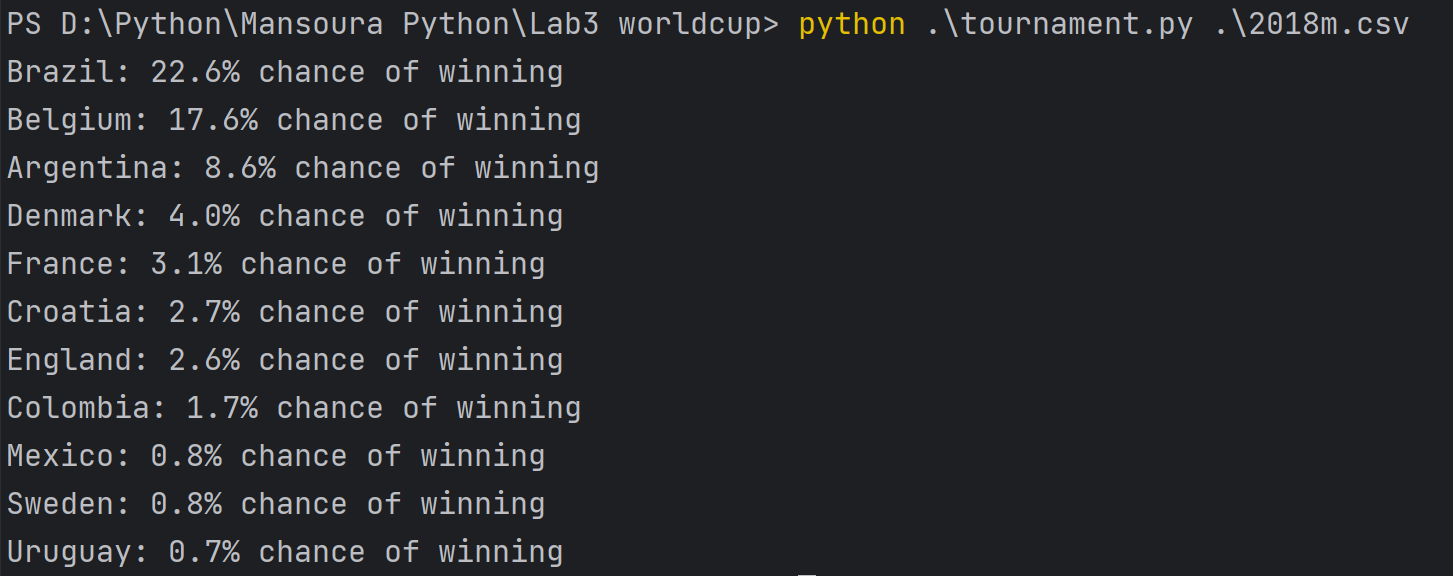 PS D:\Python\Mansoura Python\Lab3 worldcup> python .\tournament.py .\2018m.csv
Brazil: 22.6% chance of winning
Belgium: 17.6% chance of winning
Argentina: 8.6% chance of winning
Denmark: 4.0% chance of winning
France: 3.1% chance of winning
Croatia: 2.7% chance of winning
England: 2.6% chance of winning
Colombia: 1.7% chance of winning
Mexico: 0.8% chance of winning
Sweden: 0.8% chance of winning
Uruguay: 0.7% chance of winning